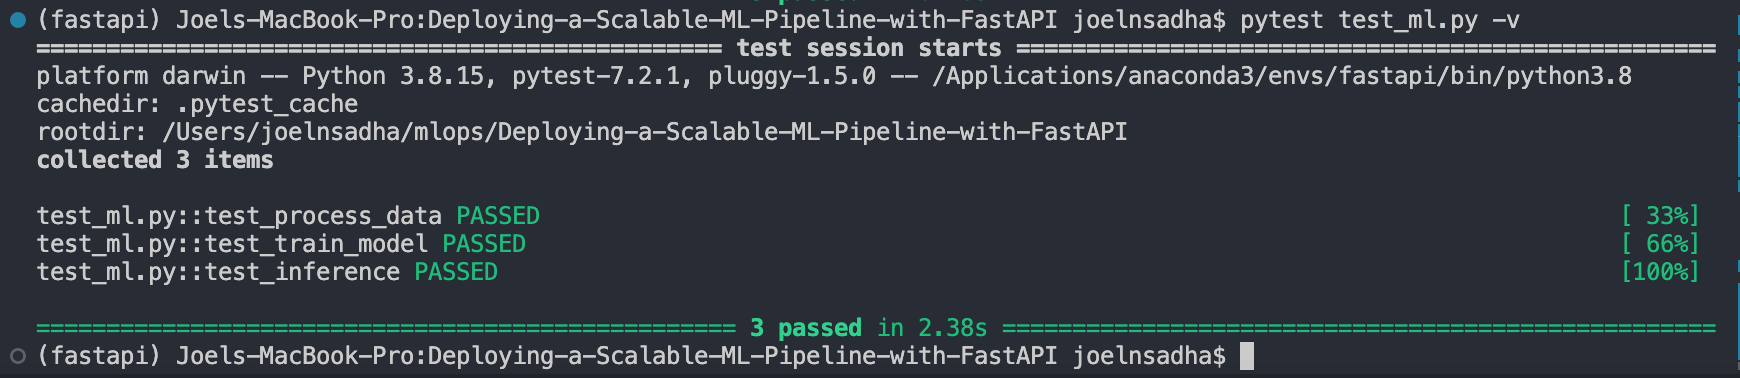 (fastapi) Joels-MacBook-Pro:Deploying-a-Scalable-ML-Pipeline-with-FastAPI joelnsadha$ pytest test_ml.py -v
================================================= test session starts ===================================================
platform darwin -- Python 3.8.15, pytest-7.2.1, pluggy-1.5.0 -- /Applications/anaconda3/envs/fastapi/bin/python3.8
cachedir: .pytest_cache
rootdir: /Users/joelnsadha/mlops/Deploying-a-Scalable-ML-Pipeline-with-FastAPI
collected 3 items
test_ml.py::test_process_data PASSED [ 33%]
test_ml.py::test_train_model PASSED [ 66%]
test_ml.py::test_inference PASSED [100%]
================================================== 3 passed in 2.38s ===================================================
(fastapi) Joels-MacBook-Pro:Deploying-a-Scalable-ML-Pipeline-with-FastAPI joelnsadha$